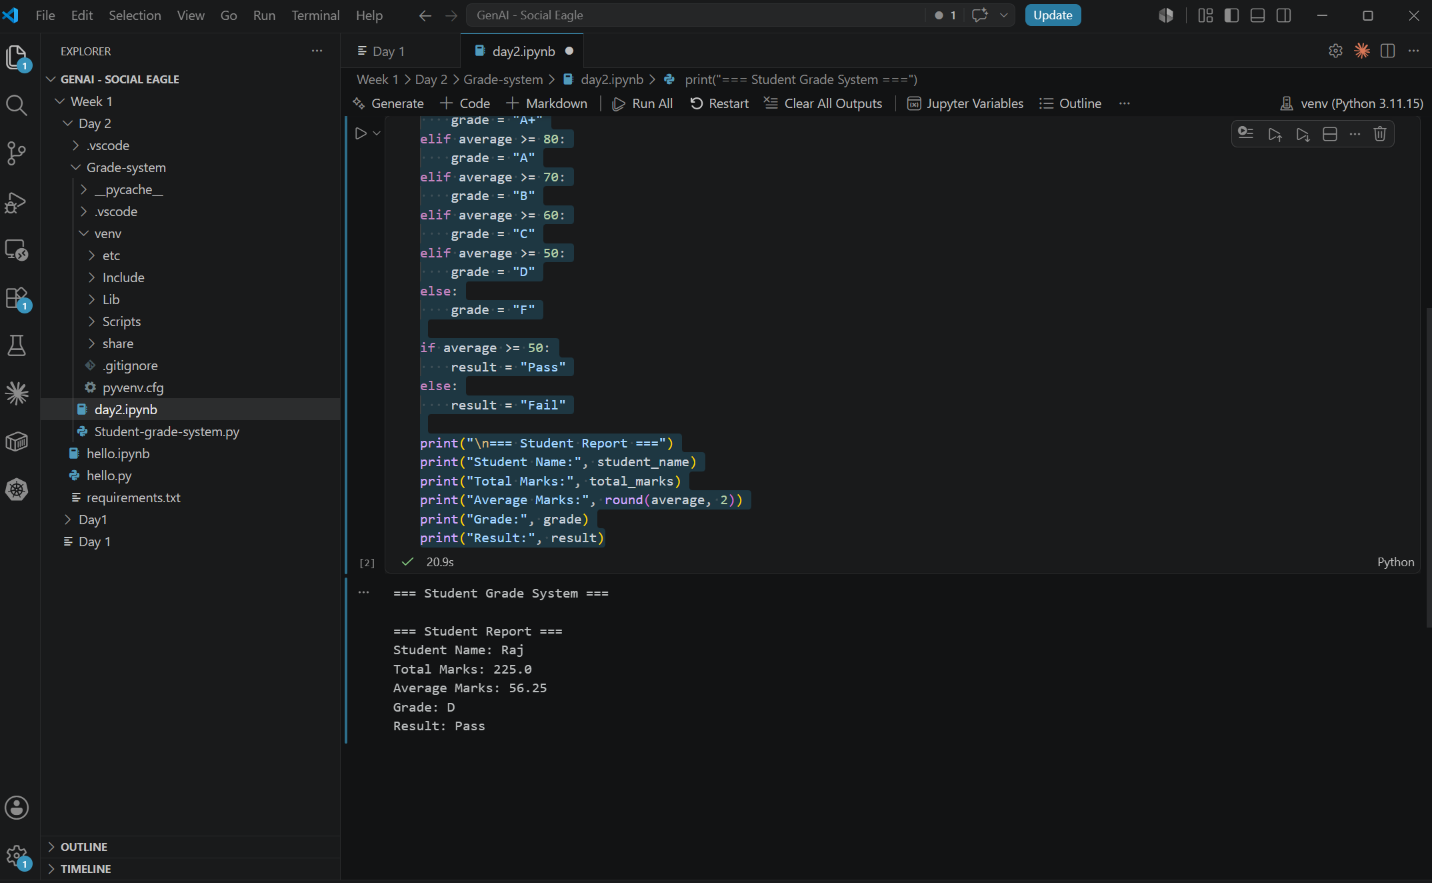 File Edit Selection View Go Run Terminal Help
GenAI - Social Eagle
1
Update
EXPLORER
GENAI - SOCIAL EAGLE
Week 1
Day 2
.vscode
Grade-system
__pycache__
.vscode
venv
etc
Include
Lib
Scripts
share
.gitignore
pyvenv.cfg
day2.ipynb
Student-grade-system.py
hello.ipynb
hello.py
requirements.txt
Day1
Day 1
OUTLINE
TIMELINE
1
1
1
Day 1
day2.ipynb
Week 1 > Day 2 > Grade-system > day2.ipynb > print("=== Student Grade System ===")
Generate + Code + Markdown Run All Restart Clear All Outputs Jupyter Variables Outline ... venv (Python 3.11.15)
grade = "A+"
elif average >= 80:
grade = "A"
elif average >= 70:
grade = "B"
elif average >= 60:
grade = "C"
elif average >= 50:
grade = "D"
else:
grade = "F"
if average >= 50:
result = "Pass"
else:
result = "Fail"
print("\n=== Student Report ===")
print("Student Name:", student_name)
print("Total Marks:", total_marks)
print("Average Marks:", round(average, 2))
print("Grade:", grade)
print("Result:", result)
[2] 20.9s Python
=== Student Grade System ===
=== Student Report ===
Student Name: Raj
Total Marks: 225.0
Average Marks: 56.25
Grade: D
Result: Pass